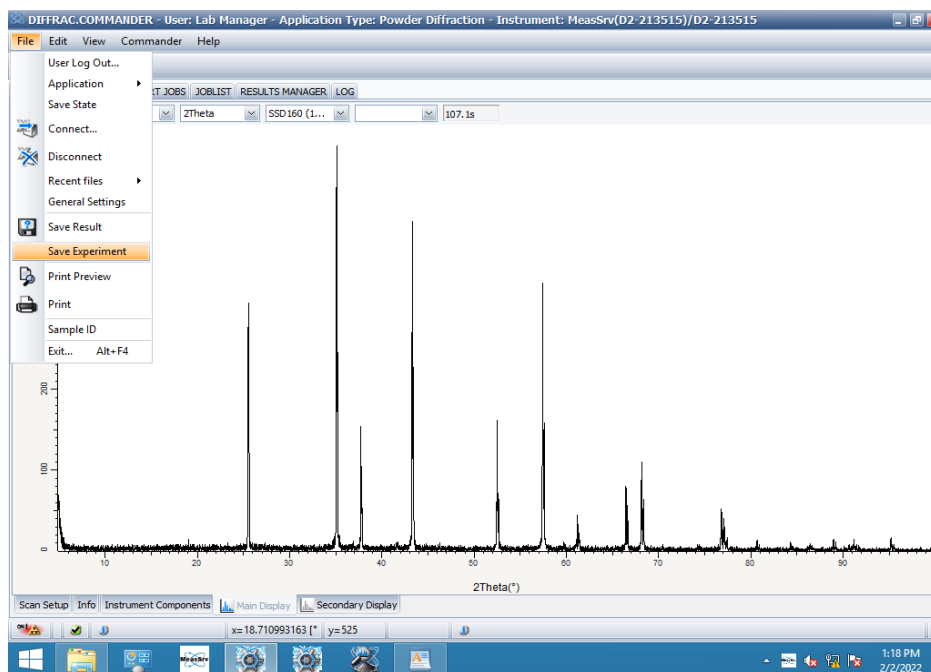 DIFFRAC.COMMANDER - User: Lab Manager - Application Type: Powder Diffraction - Instrument: MeasSrv(D2-213515)/D2-213515
File Edit View Commander Help
User Log Out...
Application
Save State
Connect...
Disconnect
Recent files
General Settings
Save Result
Save Experiment
Print Preview
Print
Sample ID
Exit... Alt+F4
RT JOBS JOBLIST RESULTS MANAGER LOG
2Theta SSD160 (1... 107.1s
200
100
0
10 20 30 40 50 60 70 80 90
2Theta(°)
Scan Setup Info Instrument Components Main Display Secondary Display
x=18.710993163 [° y=525
MeasSrv
1:18 PM
2/2/2022